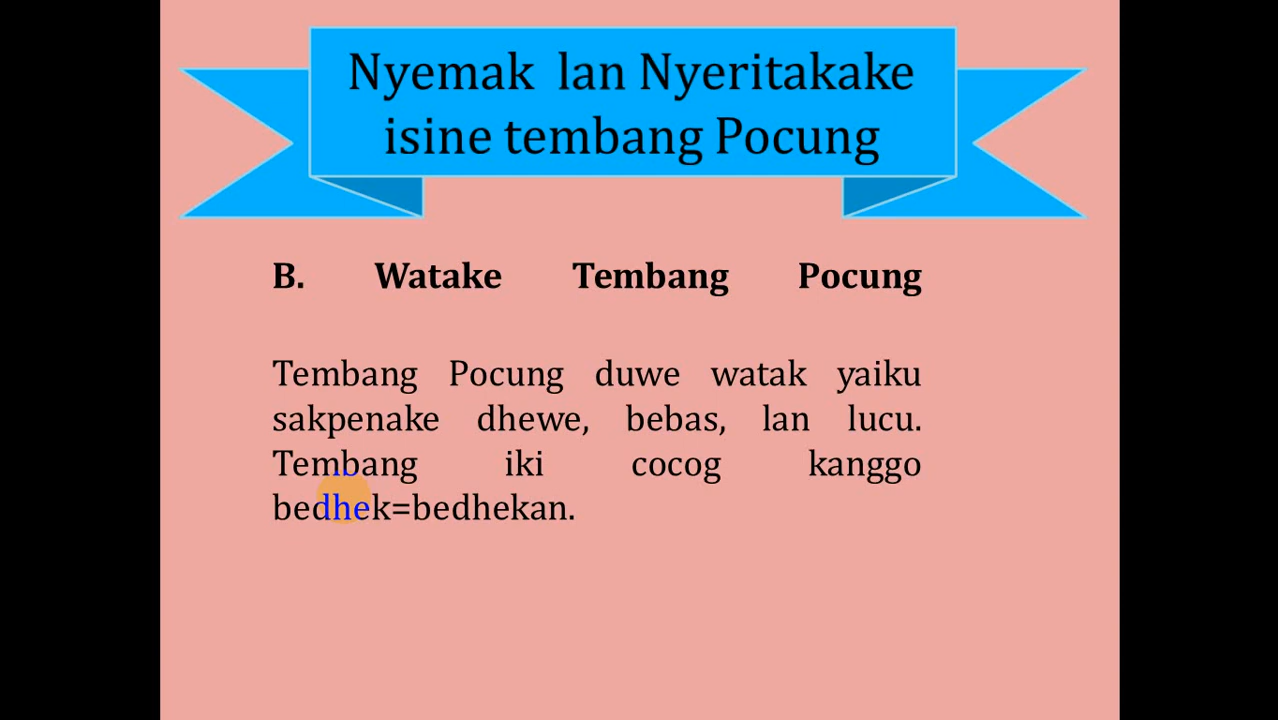 Nyemak lan Nyeritakake
isine tembang Pocung
B. Watake Tembang Pocung
Tembang Pocung duwe watak yaiku
sakpenake dhewe, bebas, lan lucu.
Tembang iki cocog kanggo
bedhek=bedhekan.